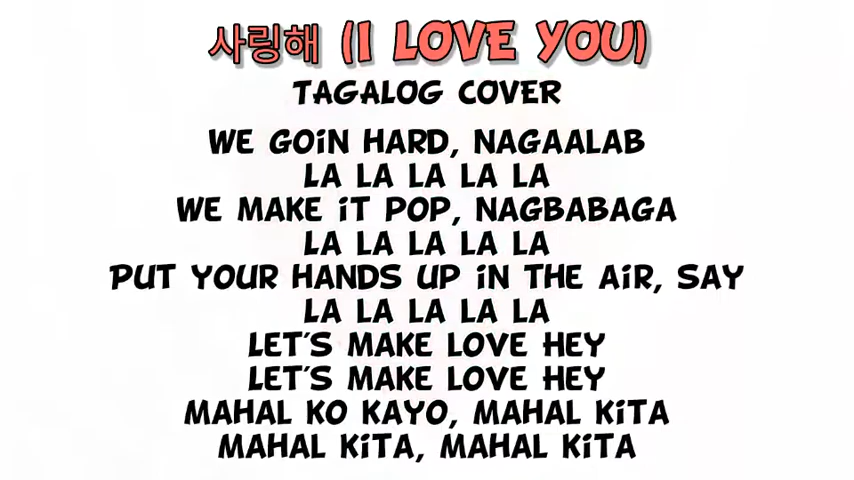 사링해 (I LOVE YOU)
TAGALOG COVER
WE GOiN HARD, NAGAALAB
LA LA LA LA LA
WE MAKE iT POP, NAGBABAGA
LA LA LA LA LA
PUT YOUR HANDS UP iN THE AiR, SAY
LA LA LA LA LA
LET'S MAKE LOVE HEY
LET'S MAKE LOVE HEY
MAHAL KO KAYO, MAHAL KiTA
MAHAL KiTA, MAHAL KiTA